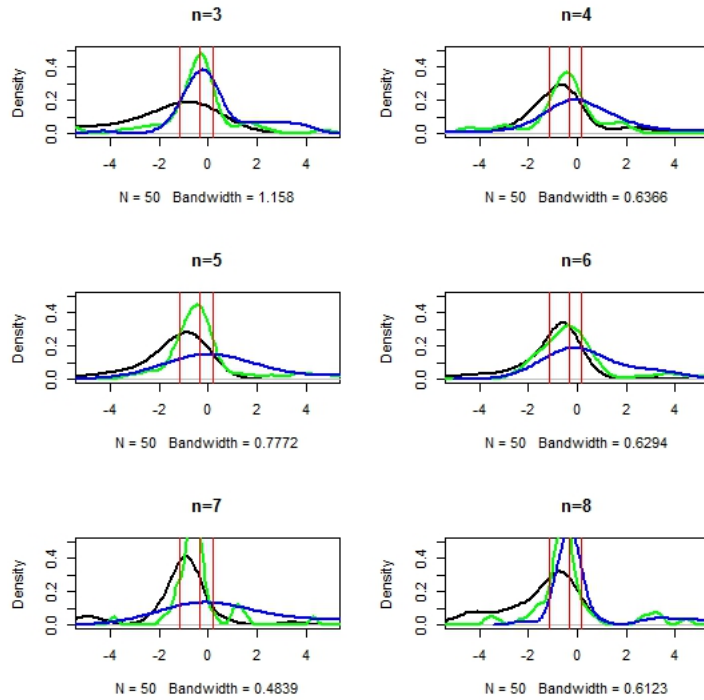 n=3
n=4
Density
0.0 0.2 0.4
-4 -2 0 2 4
N = 50 Bandwidth = 1.158
Density
0.0 0.2 0.4
-4 -2 0 2 4
N = 50 Bandwidth = 0.6366
n=5
n=6
Density
0.0 0.2 0.4
-4 -2 0 2 4
N = 50 Bandwidth = 0.7772
Density
0.0 0.2 0.4
-4 -2 0 2 4
N = 50 Bandwidth = 0.6294
n=7
n=8
Density
0.0 0.2 0.4
-4 -2 0 2 4
N = 50 Bandwidth = 0.4839
Density
0.0 0.2 0.4
-4 -2 0 2 4
N = 50 Bandwidth = 0.6123